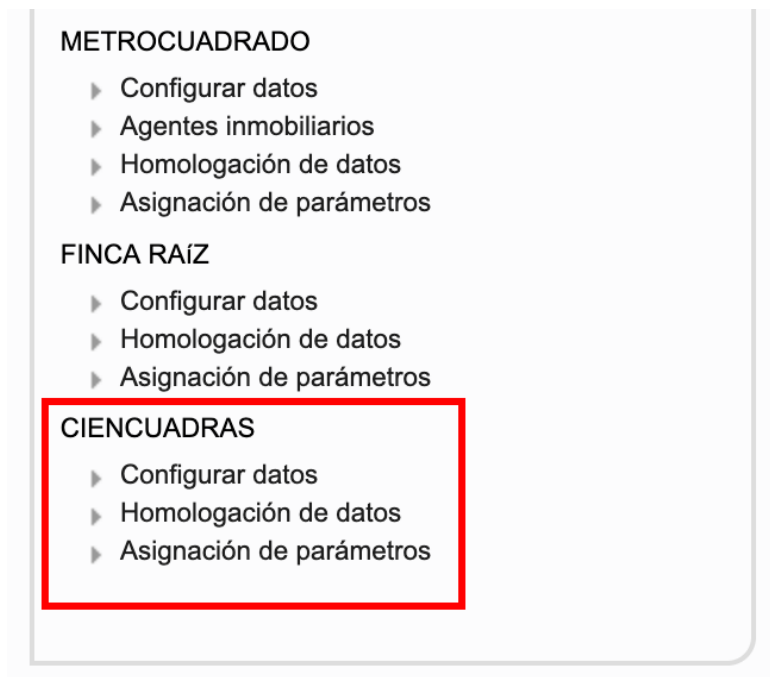 METROCUADRADO
Configurar datos
Agentes inmobiliarios
Homologación de datos
Asignación de parámetros
FINCA RAíZ
Configurar datos
Homologación de datos
Asignación de parámetros
CIENCUADRAS
Configurar datos
Homologación de datos
Asignación de parámetros